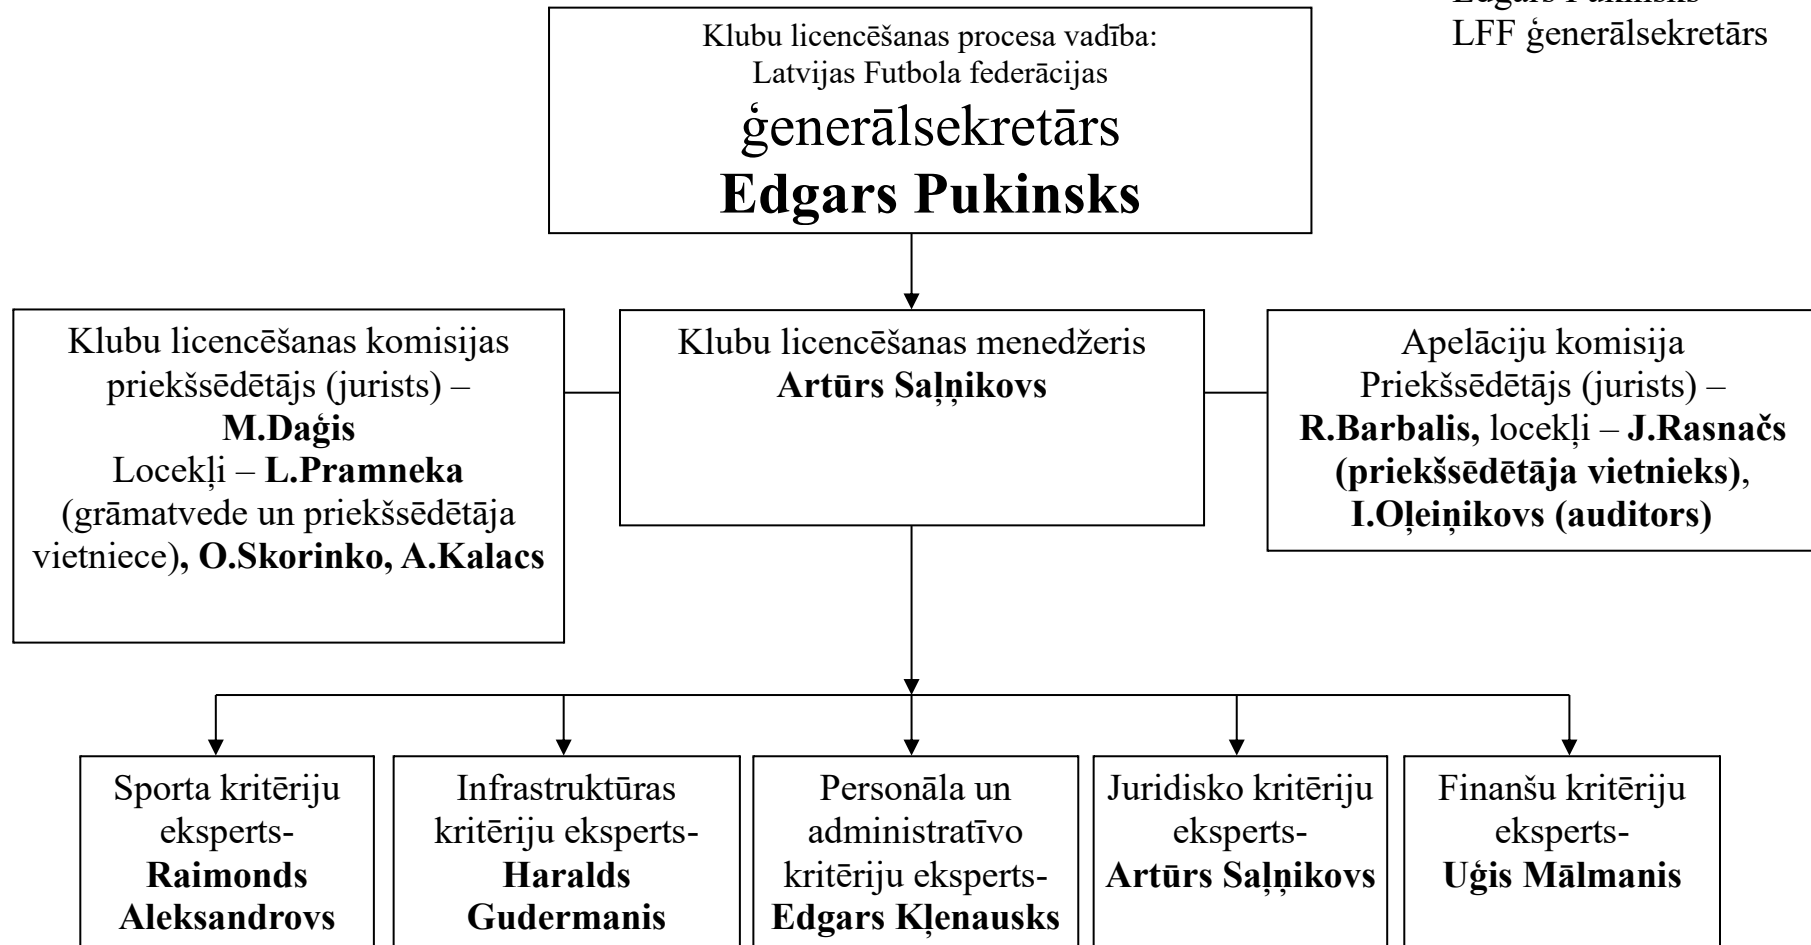 Edgars Pukinsks
LFF ģenerālsekretārs
Klubu licencēšanas procesa vadība:
Latvijas Futbola federācijas
ģenerālsekretārs
Edgars Pukinsks
Klubu licencēšanas komisijas
priekšsēdētājs (jurists) –
M.Daģis
Locekļi – L.Pramneka
(grāmatvede un priekšsēdētāja
vietniece), O.Skorinko, A.Kalacs
Klubu licencēšanas menedžeris
Artūrs Saļņikovs
Apelāciju komisija
Priekšsēdētājs (jurists) –
R.Barbalis, locekļi – J.Rasnačs
(priekšsēdētāja vietnieks),
I.Oļeiņikovs (auditors)
Sporta kritēriju
eksperts-
Raimonds
Aleksandrovs
Infrastruktūras
kritēriju eksperts-
Haralds
Gudermanis
Personāla un
administratīvo
kritēriju eksperts-
Edgars Kļenausks
Juridisko kritēriju
eksperts-
Artūrs Saļņikovs
Finanšu kritēriju
eksperts-
Uģis Mālmanis